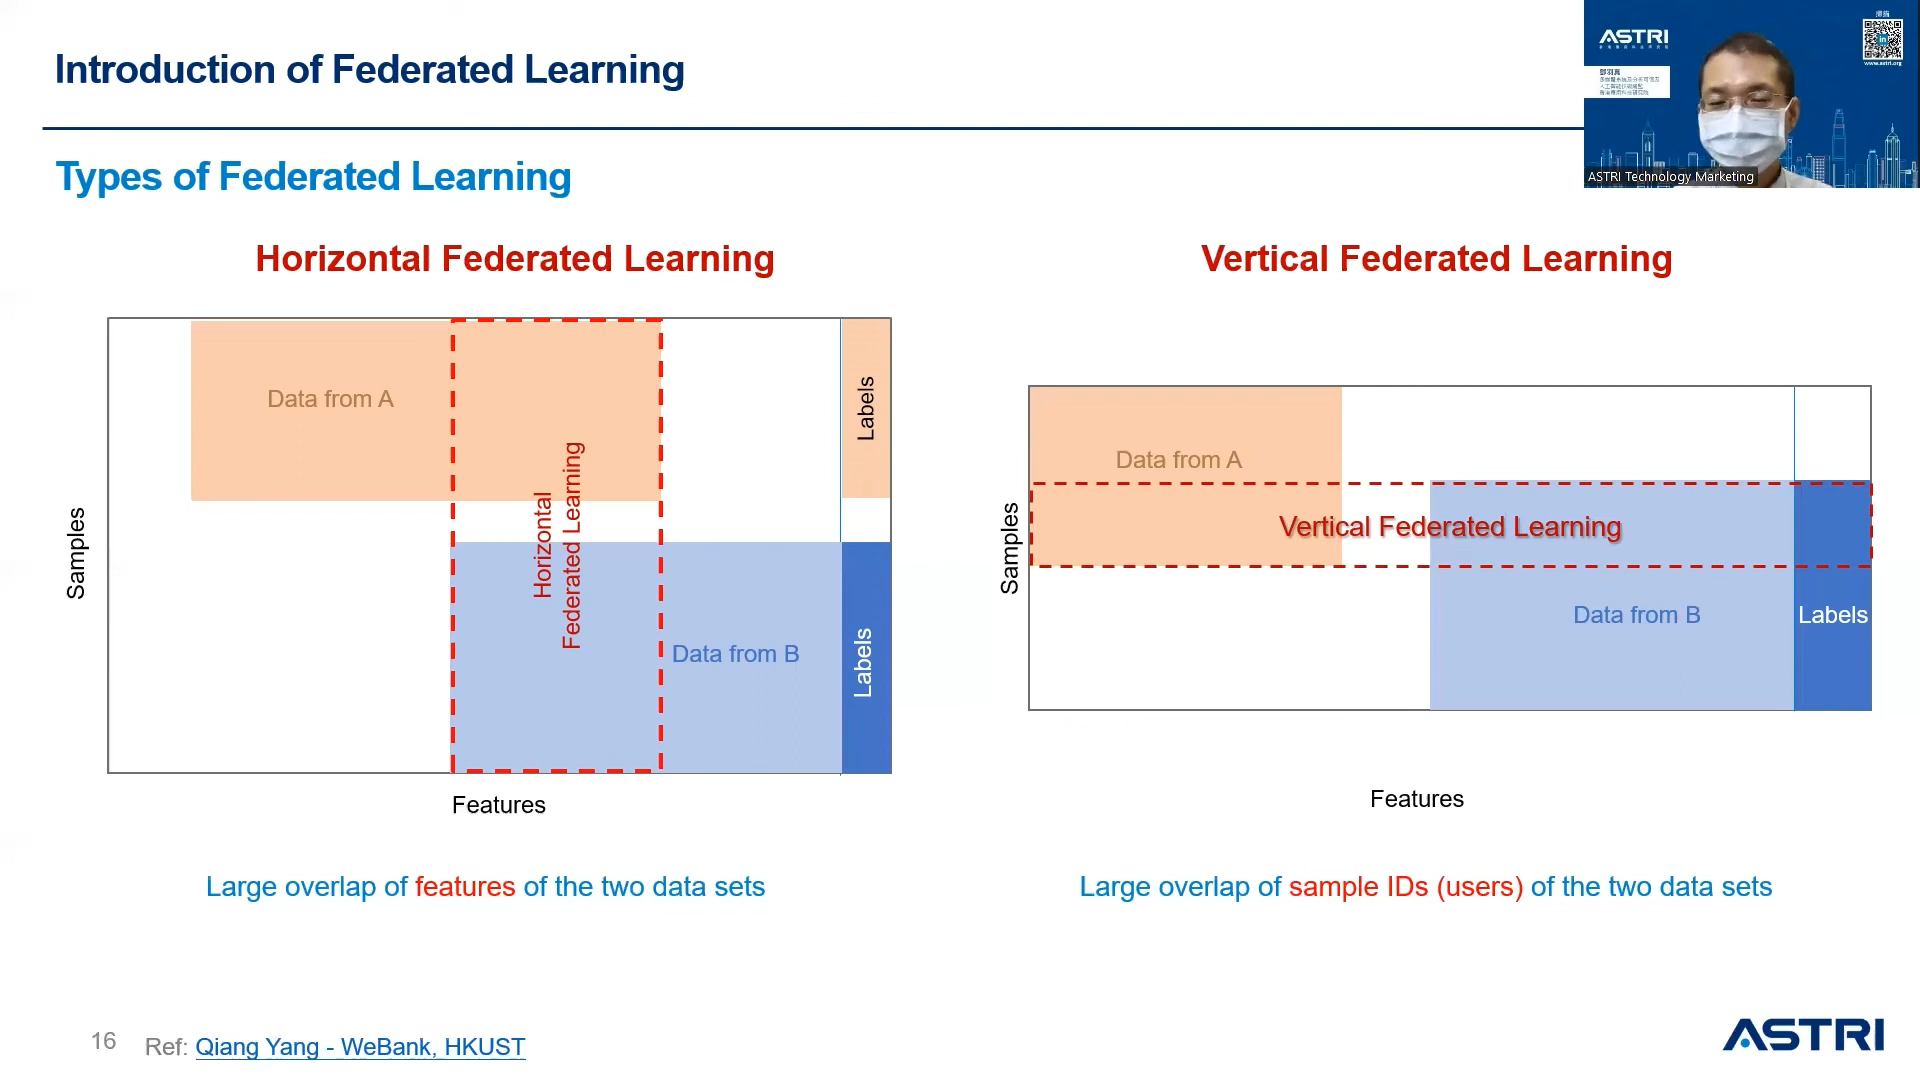 Introduction of Federated Learning
ASTRI
www.astri.org
ASTRI Technology Marketing
Types of Federated Learning
Horizontal Federated Learning
Data from A
Labels
Horizontal
Federated Learning
Data from B
Labels
Samples
Features
Large overlap of features of the two data sets
Vertical Federated Learning
Data from A
Vertical Federated Learning
Data from B
Labels
Samples
Features
Large overlap of sample IDs (users) of the two data sets
16
Ref: Qiang Yang - WeBank, HKUST
ASTRI